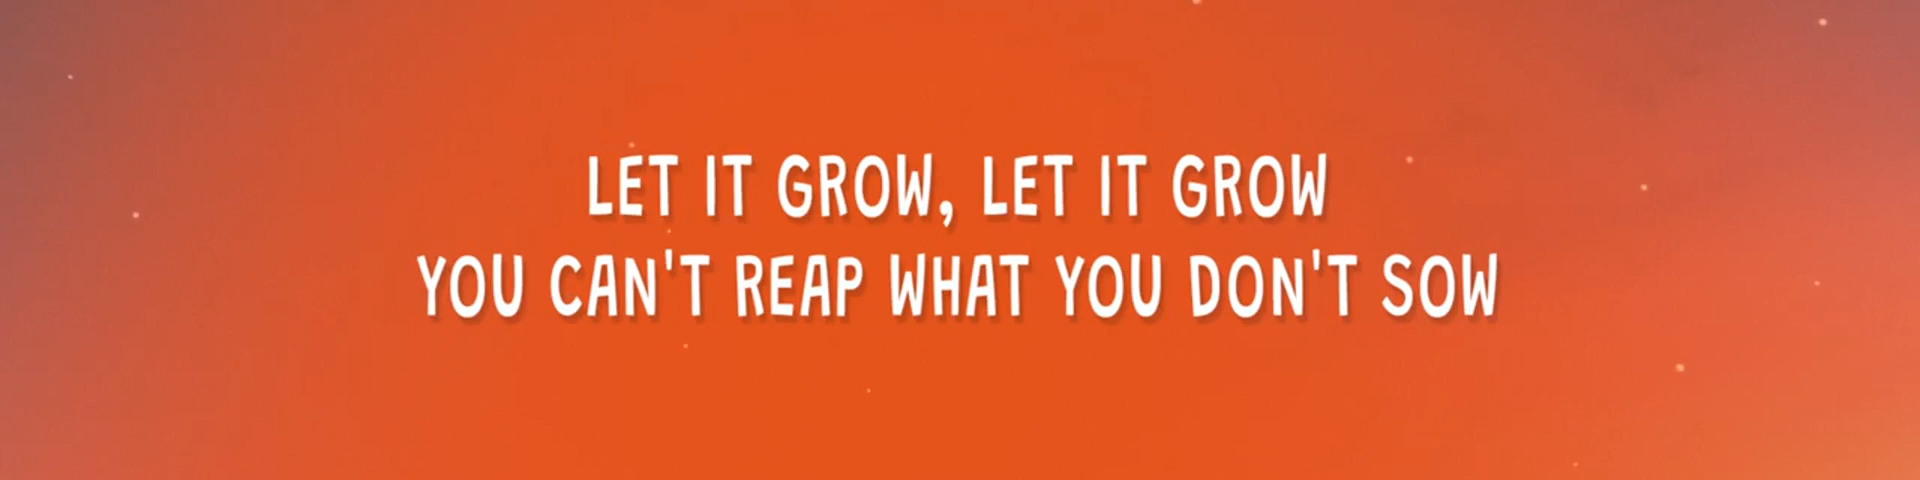 LET IT GROW, LET IT GROW
YOU CAN'T REAP WHAT YOU DON'T SOW